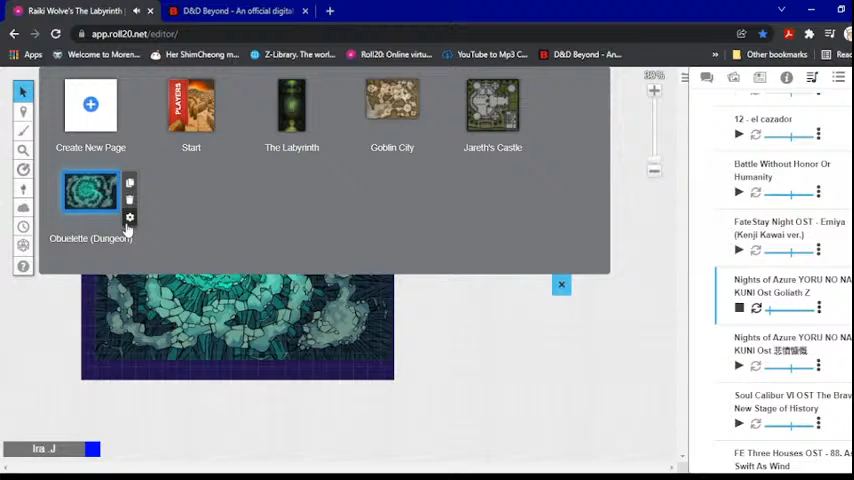 Raiki Wolve's The Labyrinth
D&D Beyond - An official digital
app.roll20.net/editor/
Apps
Welcome to Moren...
Her ShimCheong m...
Z-Library. The worl...
Roll20: Online virtu...
YouTube to Mp3 C...
D&D Beyond - An...
»
Other bookmarks
Reading list
30%
PLAYERS
Create New Page
Start
The Labyrinth
Goblin City
Jareth's Castle
Obuelette (Dungeon)
12 - el cazador
Battle Without Honor Or
Humanity
FateStay Night OST - Emiya
(Kenji Kawai ver.)
Nights of Azure YORU NO NA
KUNI Ost Goliath Z
Nights of Azure YORU NO NA
KUNI Ost
Soul Calibur VI OST The Brav
New Stage of History
FE Three Houses OST - 88. As
Swift As Wind
Ira .J